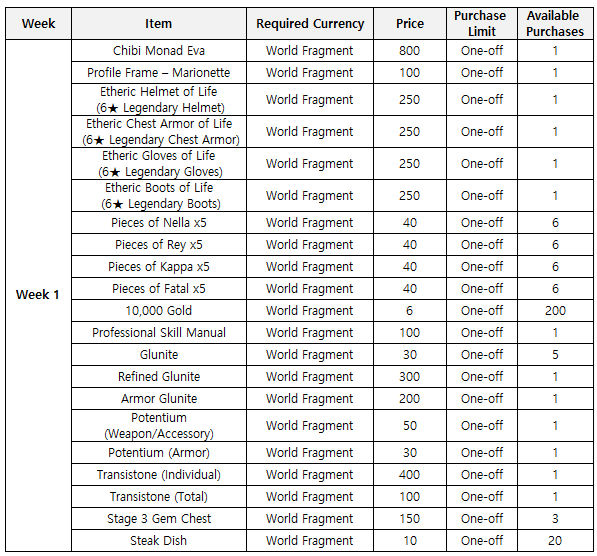 Week Item Required Currency Price Purchase Limit Available Purchases
Chibi Monad Eva World Fragment 800 One-off 1
Profile Frame – Marionette World Fragment 100 One-off 1
Etheric Helmet of Life
(6★ Legendary Helmet) World Fragment 250 One-off 1
Etheric Chest Armor of Life
(6★ Legendary Chest Armor) World Fragment 250 One-off 1
Etheric Gloves of Life
(6★ Legendary Gloves) World Fragment 250 One-off 1
Etheric Boots of Life
(6★ Legendary Boots) World Fragment 250 One-off 1
Pieces of Nella x5 World Fragment 40 One-off 6
Pieces of Rey x5 World Fragment 40 One-off 6
Pieces of Kappa x5 World Fragment 40 One-off 6
Pieces of Fatal x5 World Fragment 40 One-off 6
Week 1
10,000 Gold World Fragment 6 One-off 200
Professional Skill Manual World Fragment 100 One-off 1
Glunite World Fragment 30 One-off 5
Refined Glunite World Fragment 300 One-off 1
Armor Glunite World Fragment 200 One-off 1
Potentium
(Weapon/Accessory) World Fragment 50 One-off 1
Potentium (Armor) World Fragment 30 One-off 1
Transistone (Individual) World Fragment 400 One-off 1
Transistone (Total) World Fragment 100 One-off 1
Stage 3 Gem Chest World Fragment 150 One-off 3
Steak Dish World Fragment 10 One-off 20